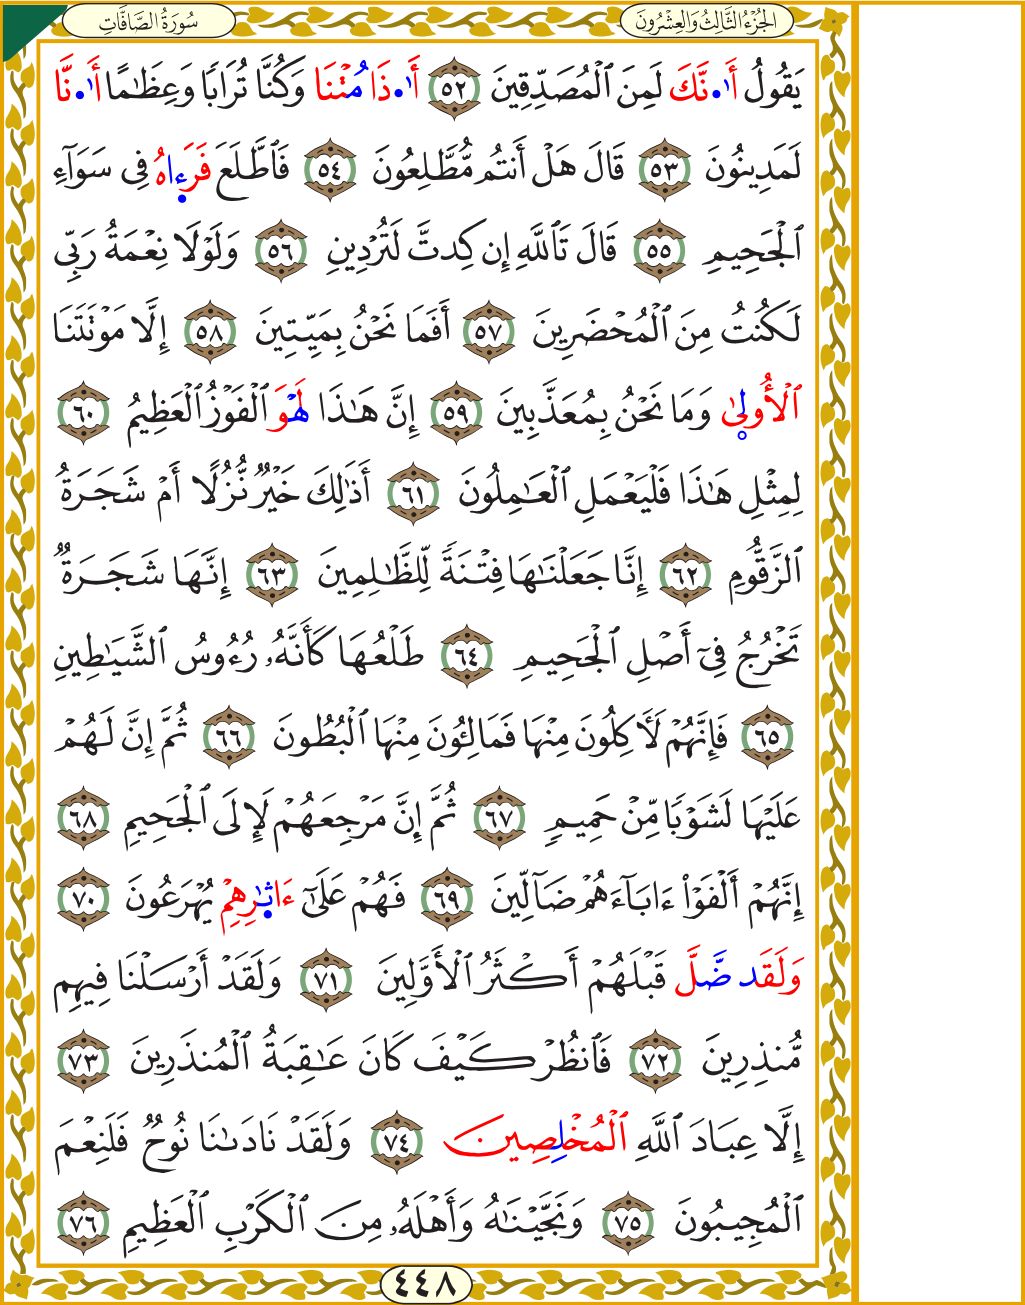 الجُزْءُ الثَّالِثُ وَالعِشْرُونَ
سُورَةُ الصَّافَّاتِ
يَقُولُ أَا۬نَّكَ لَمِنَ ٱلْمُصَدِّقِينَ ٥٢ أَا۬ذَا مُتْنَا وَكُنَّا تُرَابًا وَعِظَٰمًا أَا۬نَّا
لَمَدِينُونَ ٥٣ قَالَ هَلْ أَنتُم مُّطَّلِعُونَ ٥٤ فَٱطَّلَعَ فَرَءِاهُ فِى سَوَآءِ
ٱلْجَحِيمِ ٥٥ قَالَ تَٱللَّهِ إِن كِدتَّ لَتُرْدِينِ ٥٦ وَلَوْلَا نِعْمَةُ رَبِّى
لَكُنتُ مِنَ ٱلْمُحْضَرِينَ ٥٧ أَفَمَا نَحْنُ بِمَيِّتِينَ ٥٨ إِلَّا مَوْتَتَنَا
ٱلْأُولىٰ وَمَا نَحْنُ بِمُعَذَّبِينَ ٥٩ إِنَّ هَٰذَا لَهْوَ ٱلْفَوْزُ ٱلْعَظِيمُ ٦٠
لِمِثْلِ هَٰذَا فَلْيَعْمَلِ ٱلْعَٰمِلُونَ ٦١ أَذَٰلِكَ خَيْرٌ نُّزُلًا أَمْ شَجَرَةُ
ٱلزَّقُّومِ ٦٢ إِنَّا جَعَلْنَٰهَا فِتْنَةً لِّلظَّٰلِمِينَ ٦٣ إِنَّهَا شَجَرَةٌ
تَخْرُجُ فِىٓ أَصْلِ ٱلْجَحِيمِ ٦٤ طَلْعُهَا كَأَنَّهُۥ رُءُوسُ ٱلشَّيَٰطِينِ
٦٥ فَإِنَّهُمْ لَأٓكِلُونَ مِنْهَا فَمَالِـُٔونَ مِنْهَا ٱلْبُطُونَ ٦٦ ثُمَّ إِنَّ لَهُمْ
عَلَيْهَا لَشَوْبًا مِّنْ حَمِيمٍ ٦٧ ثُمَّ إِنَّ مَرْجِعَهُمْ لَإِلَى ٱلْجَحِيمِ ٦٨
إِنَّهُمْ أَلْفَوْا۟ ءَابَآءَهُمْ ضَآلِّينَ ٦٩ فَهُمْ عَلَىٰٓ ءَاثٰرِهِمْ يُهْرَعُونَ ٧٠
وَلَقَد ضَّلَّ قَبْلَهُمْ أَكْثَرُ ٱلْأَوَّلِينَ ٧١ وَلَقَدْ أَرْسَلْنَا فِيهِم
مُّنذِرِينَ ٧٢ فَٱنظُرْ كَيْفَ كَانَ عَٰقِبَةُ ٱلْمُنذَرِينَ ٧٣
إِلَّا عِبَادَ ٱللَّهِ ٱلْمُخْلِصِينَ ٧٤ وَلَقَدْ نَادَىٰنَا نُوحٌ فَلَنِعْمَ
ٱلْمُجِيبُونَ ٧٥ وَنَجَّيْنَٰهُ وَأَهْلَهُۥ مِنَ ٱلْكَرْبِ ٱلْعَظِيمِ ٧٦
٤٤٨